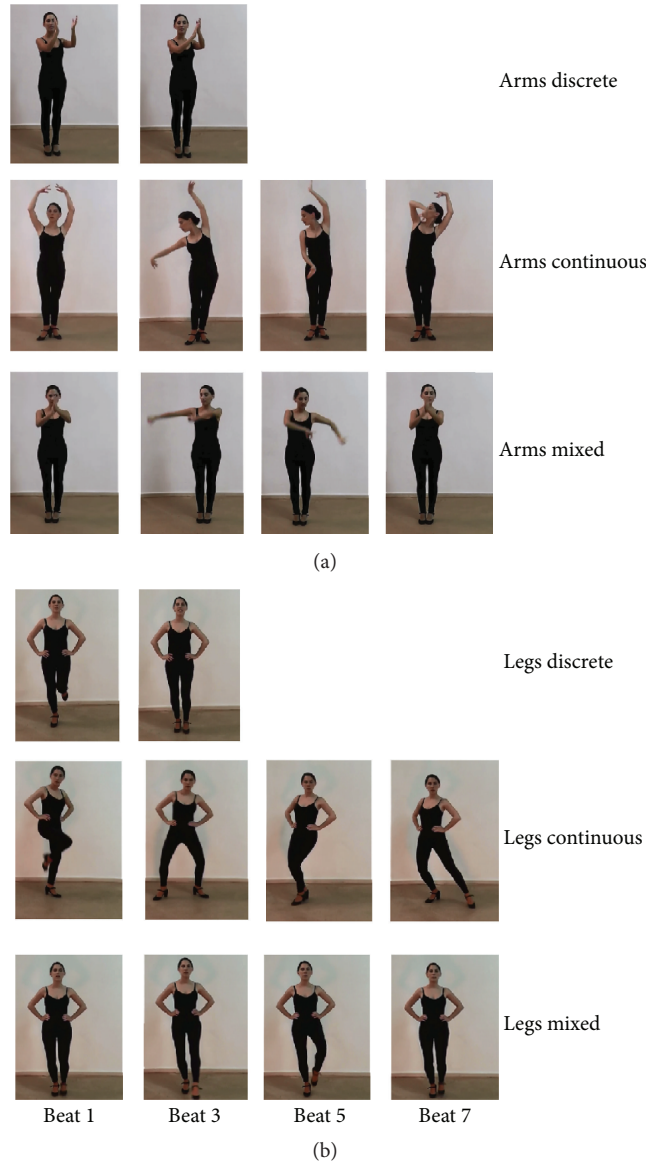 Arms discrete
Arms continuous
Arms mixed
(a)
Legs discrete
Legs continuous
Legs mixed
Beat 1 Beat 3 Beat 5 Beat 7
(b)